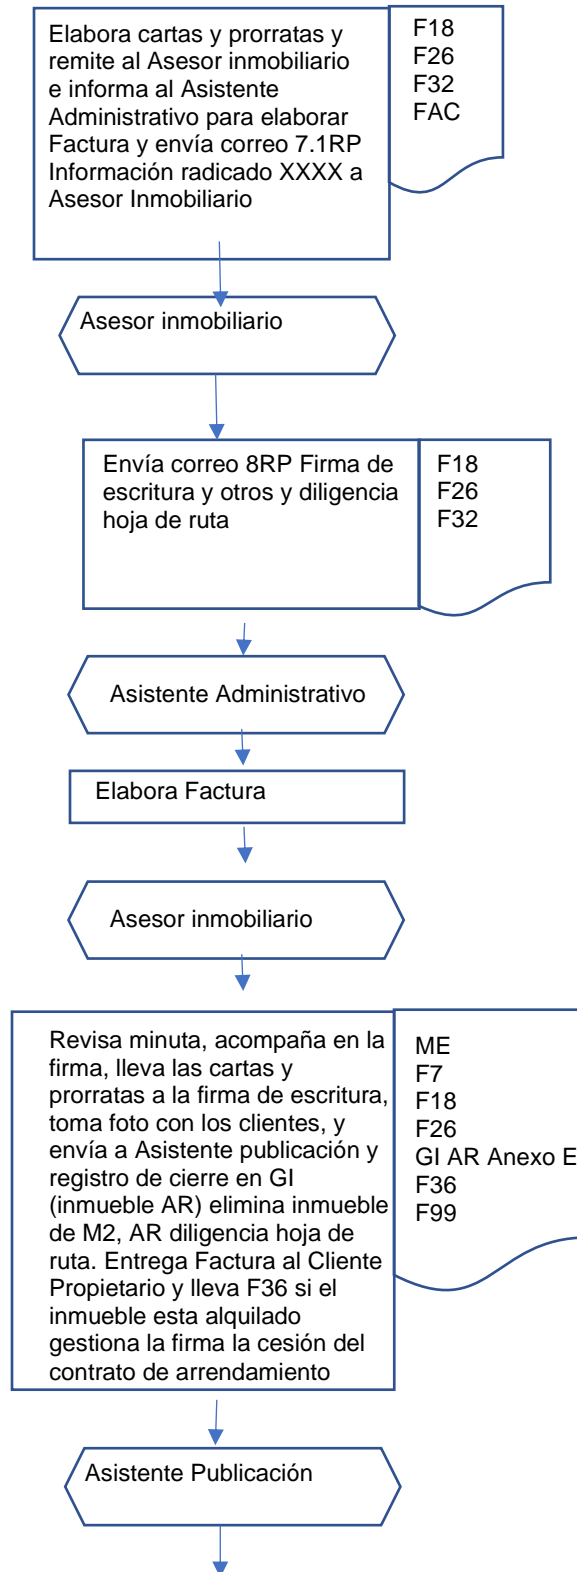 Elabora cartas y prorratas y
remite al Asesor inmobiliario
e informa al Asistente
Administrativo para elaborar
Factura y envía correo 7.1RP
Información radicado XXXX a
Asesor Inmobiliario
F18
F26
F32
FAC
Asesor inmobiliario
Envía correo 8RP Firma de
escritura y otros y diligencia
hoja de ruta
F18
F26
F32
Asistente Administrativo
Elabora Factura
Asesor inmobiliario
Revisa minuta, acompaña en la
firma, lleva las cartas y
prorratas a la firma de escritura,
toma foto con los clientes, y
envía a Asistente publicación y
registro de cierre en GI
(inmueble AR) elimina inmueble
de M2, AR diligencia hoja de
ruta. Entrega Factura al Cliente
Propietario y lleva F36 si el
inmueble esta alquilado
gestiona la firma la cesión del
contrato de arrendamiento
ME
F7
F18
F26
GI AR Anexo E
F36
F99
Asistente Publicación